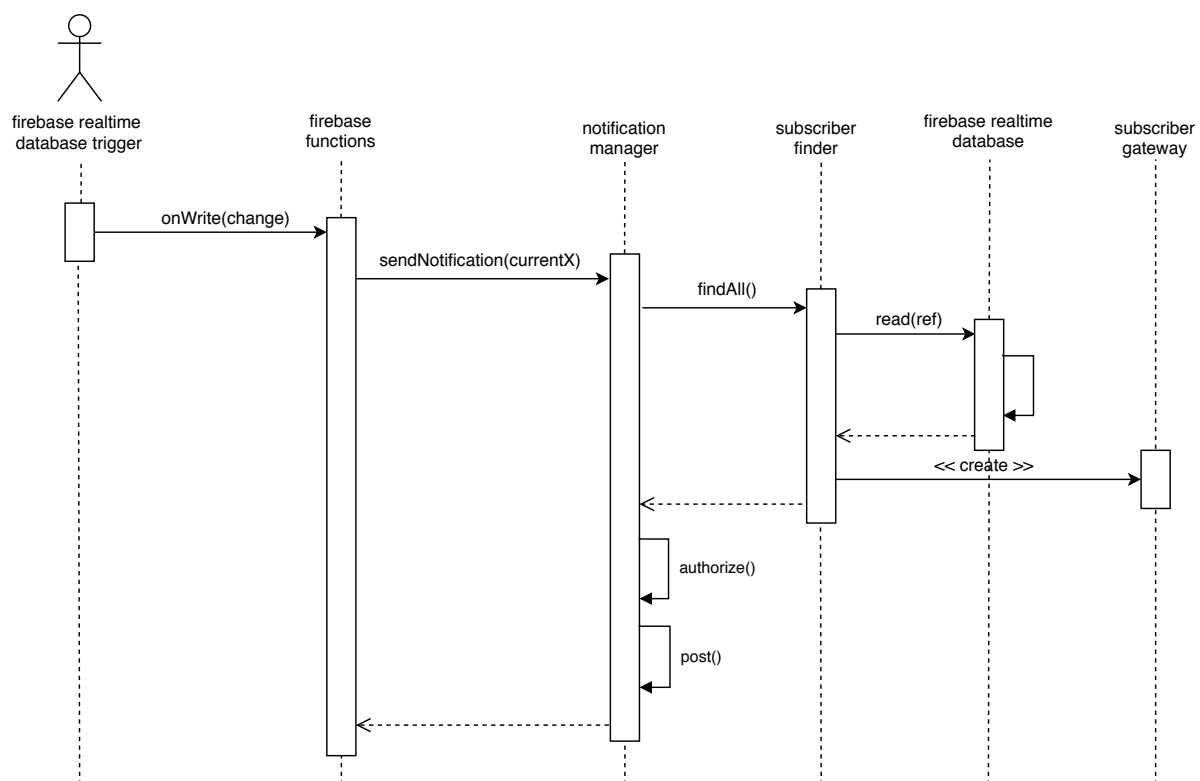 firebase realtime
database trigger
firebase
functions
notification
manager
subscriber
finder
firebase realtime
database
subscriber
gateway
onWrite(change)
sendNotification(currentX)
findAll()
read(ref)
<< create >>
authorize()
post()